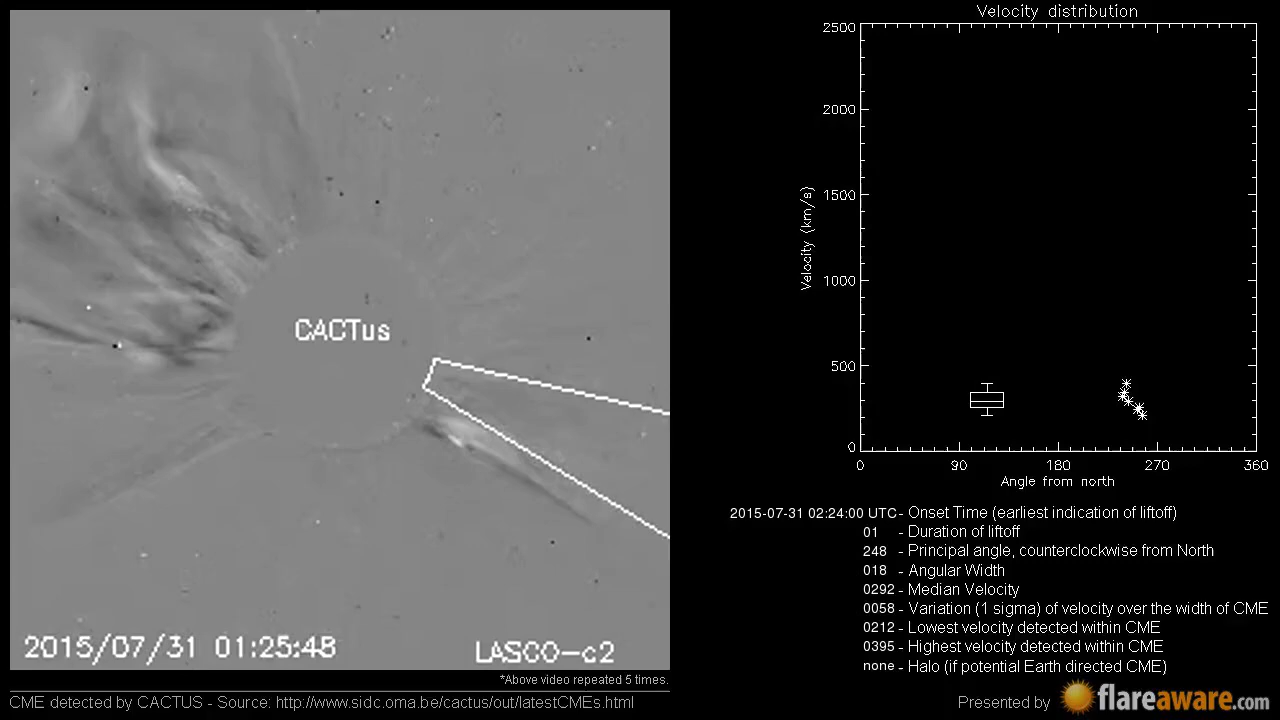 CACTus
2015/07/31 01:25:48
LASCO-c2
*Above video repeated 5 times.
CME detected by CACTUS - Source: http://www.sidc.oma.be/cactus/out/latestCMEs.html
Velocity distribution
Velocity (km/s)
2500
2000
1500
1000
500
0
0 90 180 270 360
Angle from north
2015-07-31 02:24:00 UTC - Onset Time (earliest indication of liftoff)
01 - Duration of liftoff
248 - Principal angle, counterclockwise from North
018 - Angular Width
0292 - Median Velocity
0058 - Variation (1 sigma) of velocity over the width of CME
0212 - Lowest velocity detected within CME
0395 - Highest velocity detected within CME
none - Halo (if potential Earth directed CME)
Presented by flareaware.com